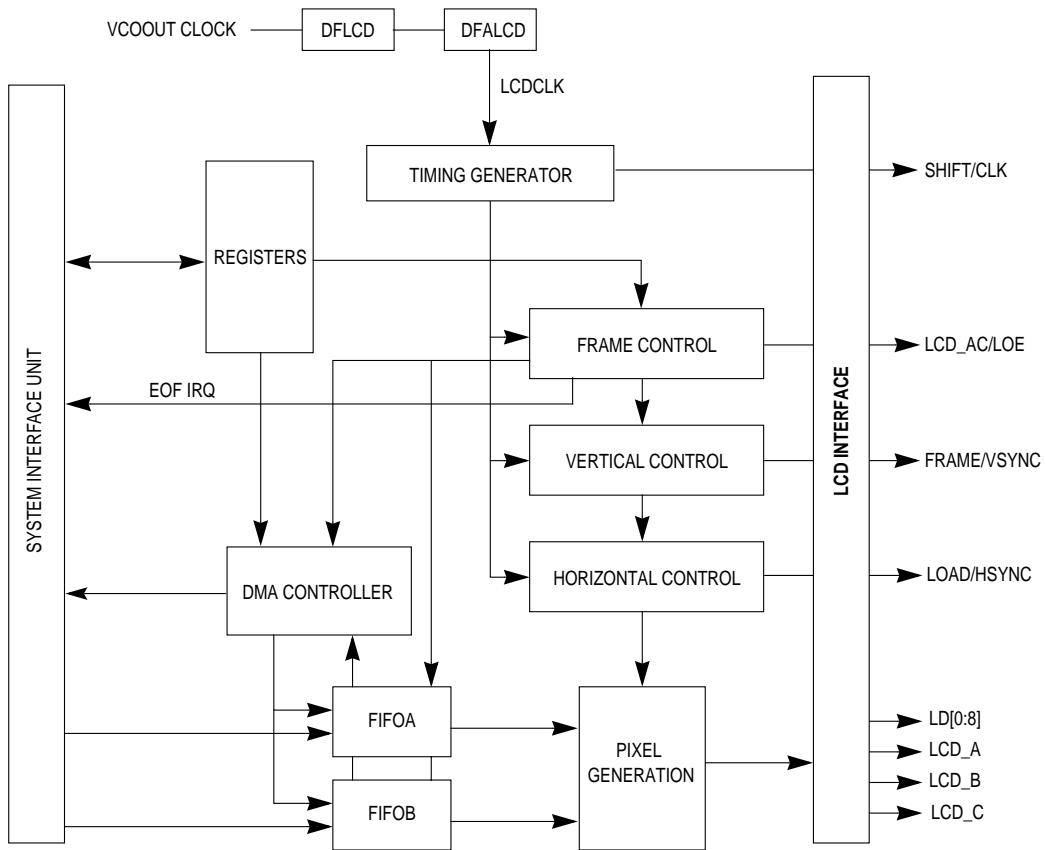 VCOOUT CLOCK
DFLCD
DFALCD
LCDCLK
TIMING GENERATOR
SHIFT/CLK
REGISTERS
FRAME CONTROL
LCD_AC/LOE
EOF IRQ
SYSTEM INTERFACE UNIT
LCD INTERFACE
VERTICAL CONTROL
FRAME/VSYNC
DMA CONTROLLER
HORIZONTAL CONTROL
LOAD/HSYNC
FIFOA
PIXEL
GENERATION
FIFOB
LD[0:8]
LCD_A
LCD_B
LCD_C